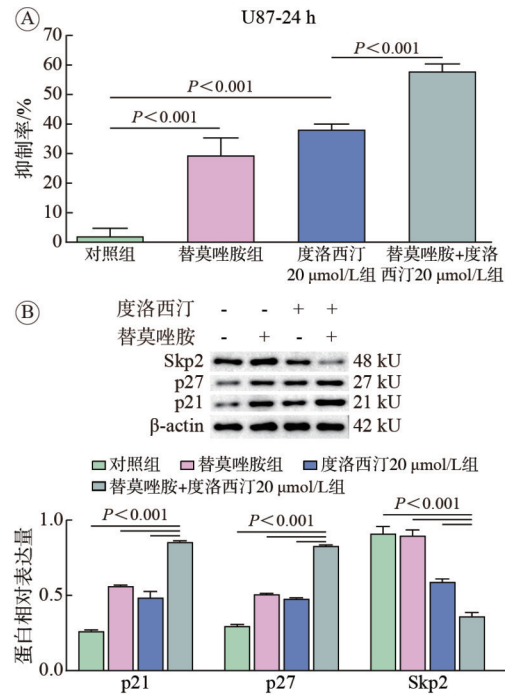 A
U87-24 h
抑制率/%
70
60
50
40
30
20
10
0
P<0.001
P<0.001
P<0.001
对照组
替莫唑胺组
度洛西汀
20 μmol/L组
替莫唑胺+度洛
西汀20 μmol/L组
B
度洛西汀 - - + +
替莫唑胺 - + - +
Skp2 48 kU
p27 27 kU
p21 21 kU
β-actin 42 kU
对照组 替莫唑胺组 度洛西汀20 μmol/L组
替莫唑胺+度洛西汀20 μmol/L组
蛋白相对表达量
1.0
0.5
0.0
P<0.001 P<0.001 P<0.001
p21 p27 Skp2